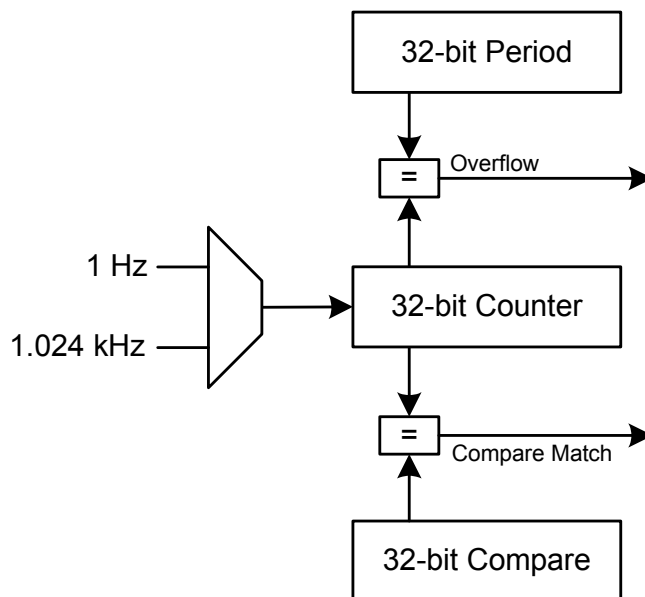 32-bit Period
=
Overflow
1 Hz
32-bit Counter
1.024 kHz
=
Compare Match
32-bit Compare